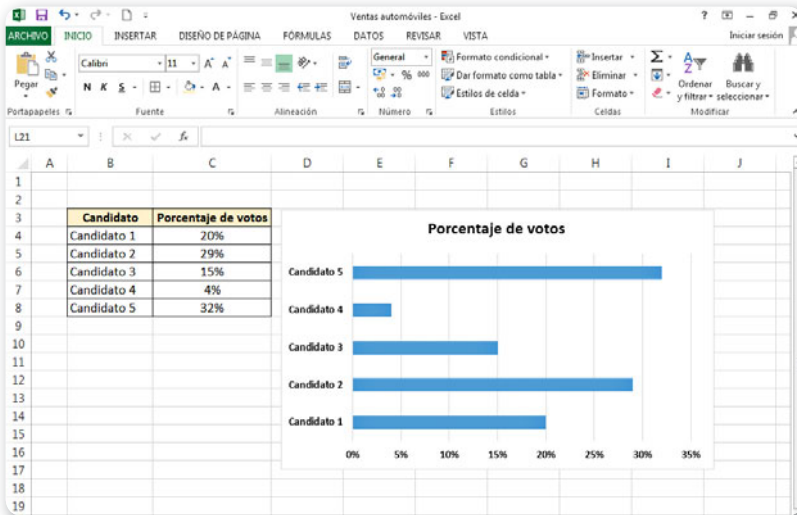 Ventas automóviles - Excel
?
ARCHIVO INICIO INSERTAR DISEÑO DE PÁGINA FÓRMULAS DATOS REVISAR VISTA Iniciar sesión
Pegar
Calibri 11 A A
N K S A
General
% 000
Formato condicional
Dar formato como tabla
Estilos de celda
Insertar
Eliminar
Formato
Σ
A
Z
Ordenar y filtrar
Buscar y seleccionar
Portapapeles Fuente Alineación Número Estilos Celdas Modificar
L21 fx
A B C D E F G H I J
1
2
3 Candidato Porcentaje de votos
4 Candidato 1 20%
5 Candidato 2 29%
6 Candidato 3 15%
7 Candidato 4 4%
8 Candidato 5 32%
9
10
11
12
13
14
15
16
17
18
19
Porcentaje de votos
Candidato 5
Candidato 4
Candidato 3
Candidato 2
Candidato 1
0% 5% 10% 15% 20% 25% 30% 35%